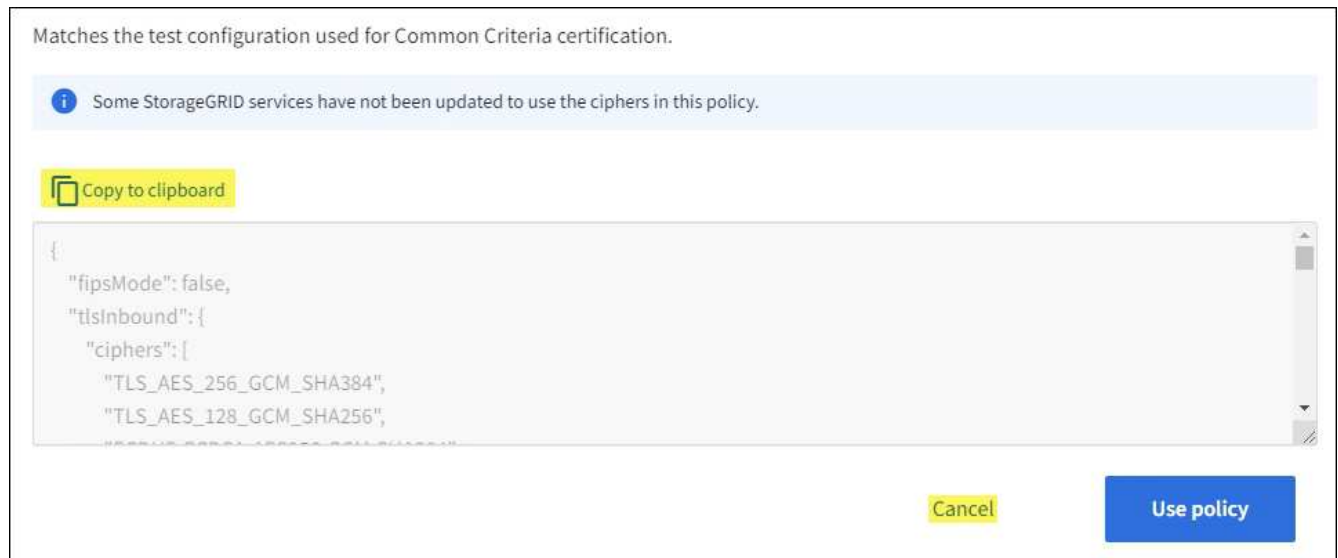 Matches the test configuration used for Common Criteria certification.
Some StorageGRID services have not been updated to use the ciphers in this policy.
Copy to clipboard
{
"fipsMode": false,
"tlsInbound": {
"ciphers": [
"TLS_AES_256_GCM_SHA384",
"TLS_AES_128_GCM_SHA256",
Cancel
Use policy